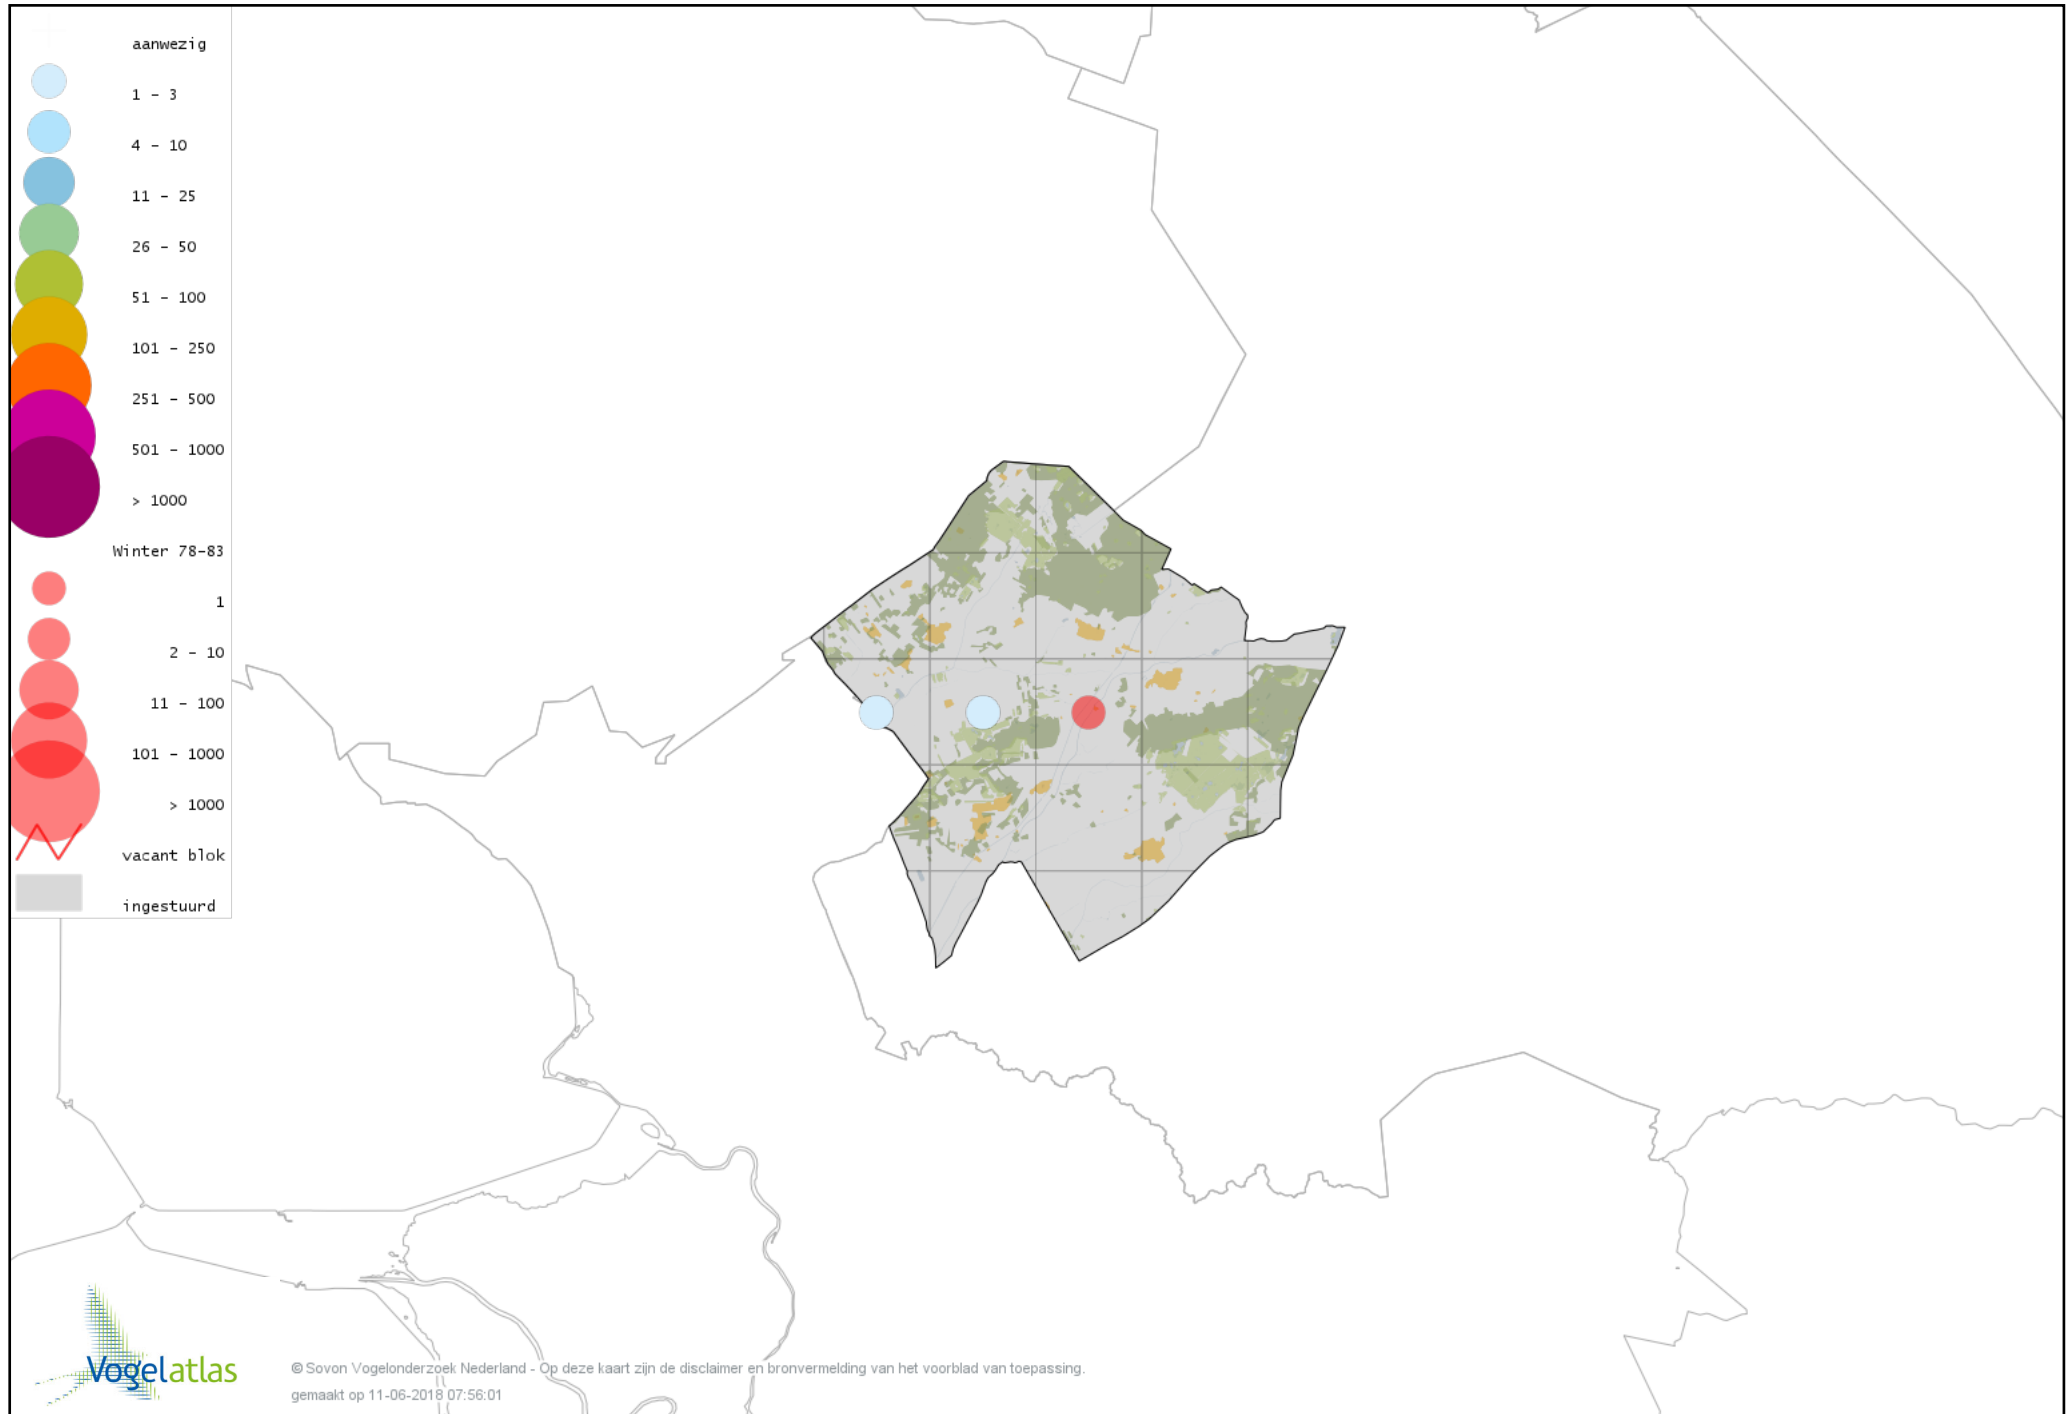 aanwezig
1 - 3
4 - 10
11 - 25
26 - 50
51 - 100
101 - 250
251 - 500
501 - 1000
> 1000
Winter 78-83
1
2 - 10
11 - 100
101 - 1000
> 1000
vacant blok
ingestuurd
Vogelatlas
© Sovon Vogelonderzoek Nederland - Op deze kaart zijn de disclaimer en bronvermelding van het voorblad van toepassing.
gemaakt op 11-06-2018 07:56:01